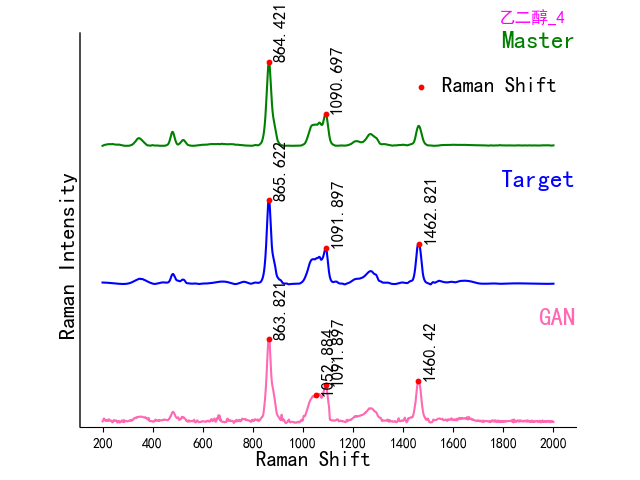 乙二醇_4
Master
864.421
1090.697
Raman Shift
Target
865.622
1091.897
1462.821
GAN
863.821
1052.884
1091.897
1460.42
Raman Intensity
200 400 600 800 1000 1200 1400 1600 1800 2000
Raman Shift